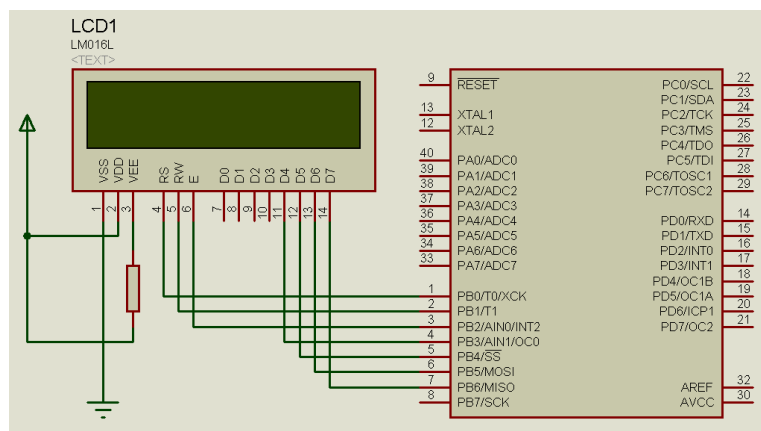 LCD1
LM016L
<TEXT>
VSS VDD VEE RS RW E D0 D1 D2 D3 D4 D5 D6 D7
1 2 3 4 5 6 7 8 9 10 11 12 13 14
9 RESET
13 XTAL1
12 XTAL2
40 PA0/ADC0
39 PA1/ADC1
38 PA2/ADC2
37 PA3/ADC3
36 PA4/ADC4
35 PA5/ADC5
34 PA6/ADC6
33 PA7/ADC7
1 PB0/T0/XCK
2 PB1/T1
3 PB2/AIN0/INT2
4 PB3/AIN1/OC0
5 PB4/SS
6 PB5/MOSI
7 PB6/MISO
8 PB7/SCK
PC0/SCL 22
PC1/SDA 23
PC2/TCK 24
PC3/TMS 25
PC4/TDO 26
PC5/TDI 27
PC6/TOSC1 28
PC7/TOSC2 29
PD0/RXD 14
PD1/TXD 15
PD2/INT0 16
PD3/INT1 17
PD4/OC1B 18
PD5/OC1A 19
PD6/ICP1 20
PD7/OC2 21
AREF 32
AVCC 30